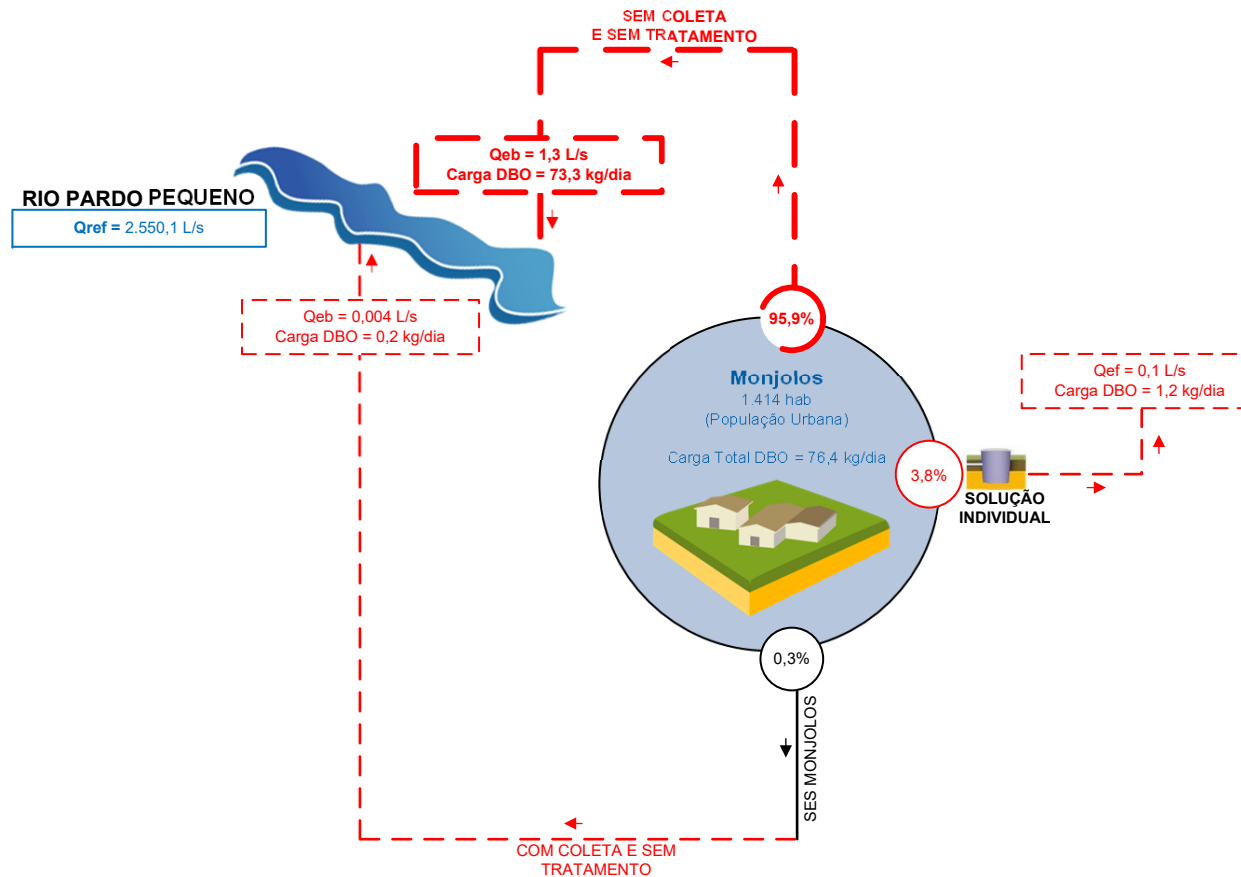 SEM COLETA
E SEM TRATAMENTO
Qeb = 1,3 L/s
Carga DBO = 73,3 kg/dia
RIO PARDO PEQUENO
Qref = 2.550,1 L/s
Qeb = 0,004 L/s
Carga DBO = 0,2 kg/dia
95,9%
Monjolos
1.414 hab
(População Urbana)
Carga Total DBO = 76,4 kg/dia
Qef = 0,1 L/s
Carga DBO = 1,2 kg/dia
3,8%
SOLUÇÃO
INDIVIDUAL
0,3%
SES MONJOLOS
COM COLETA E SEM
TRATAMENTO